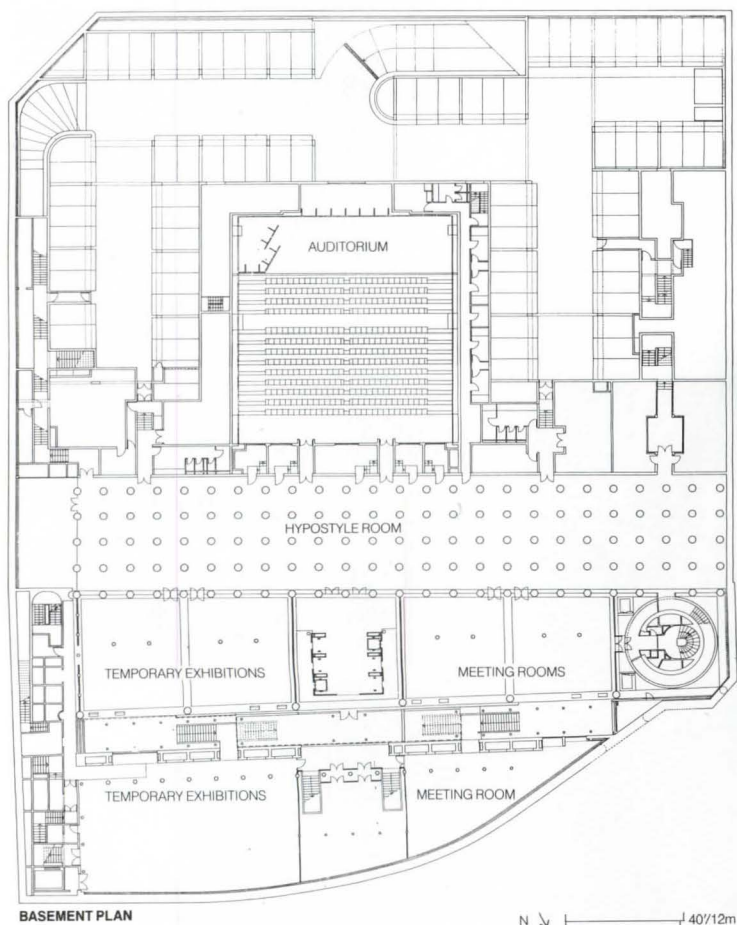 AUDITORIUM
HYPOSTYLE ROOM
TEMPORARY EXHIBITIONS
MEETING ROOMS
TEMPORARY EXHIBITIONS
MEETING ROOM
BASEMENT PLAN
N 40'/12m